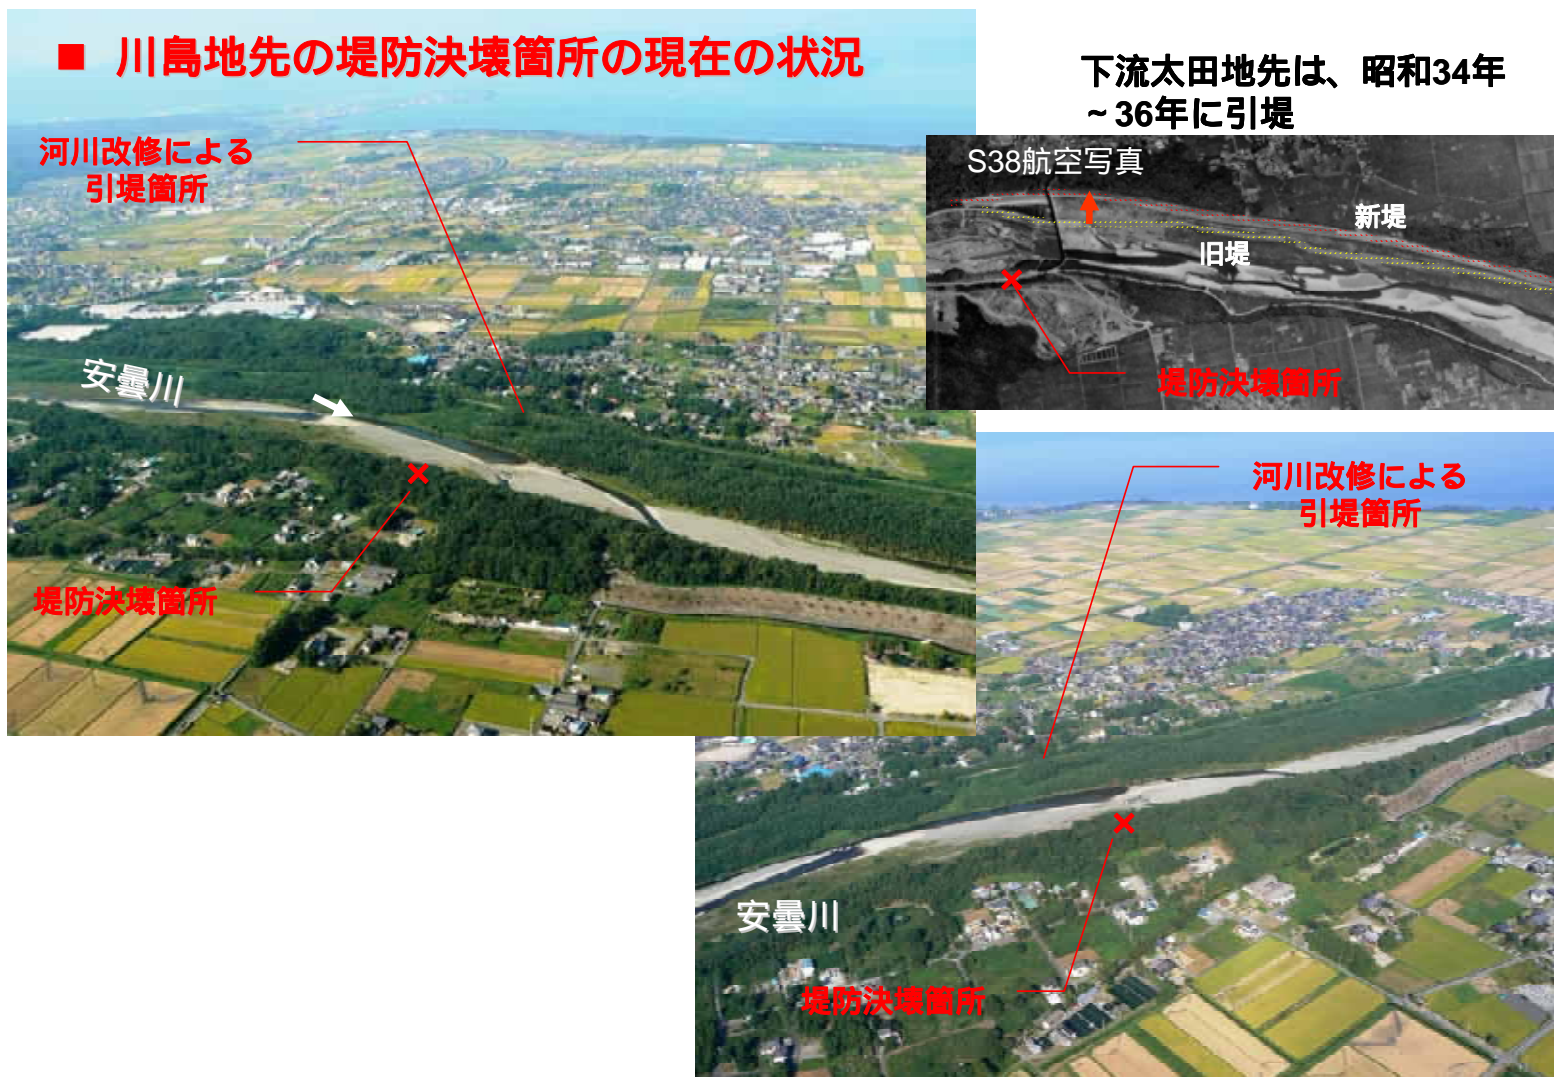 ■ 川島地先の堤防決壊箇所の現在の状況
下流太田地先は、昭和34年
~36年に引堤
河川改修による
引堤箇所
S38航空写真
新堤
旧堤
堤防決壊箇所
安曇川
堤防決壊箇所
河川改修による
引堤箇所
安曇川
堤防決壊箇所